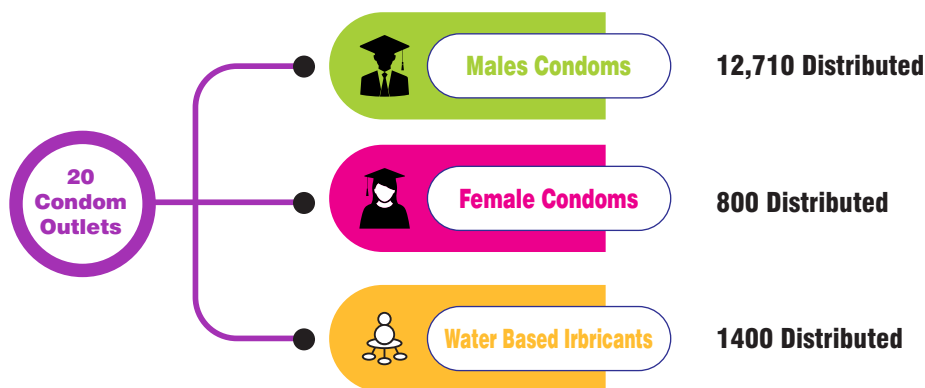 20
Condom
Outlets
Males Condoms
12,710 Distributed
Female Condoms
800 Distributed
Water Based Irbricants
1400 Distributed